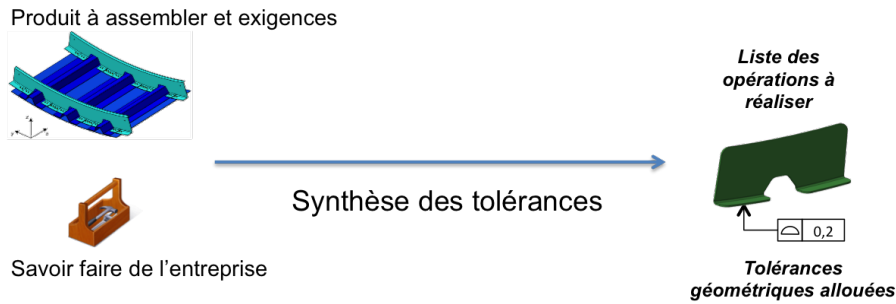 Produit à assembler et exigences
Liste des
opérations à
réaliser
Synthèse des tolérances
0,2
Savoir faire de l’entreprise
Tolérances
géométriques allouées